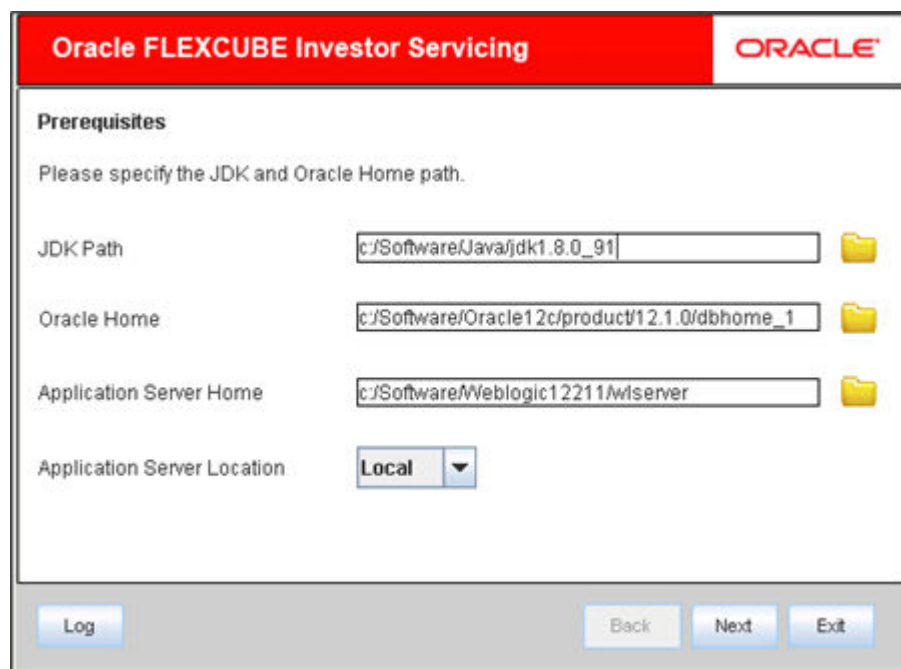 Oracle FLEXCUBE Investor Servicing
ORACLE
Prerequisites
Please specify the JDK and Oracle Home path.
JDK Path
c:/Software/Java/jdk1.8.0_91
Oracle Home
c:/Software/Oracle12c/product/12.1.0/dbhome_1
Application Server Home
c:/Software/Weblogic12211/wlserver
Application Server Location
Local
Log
Back
Next
Exit